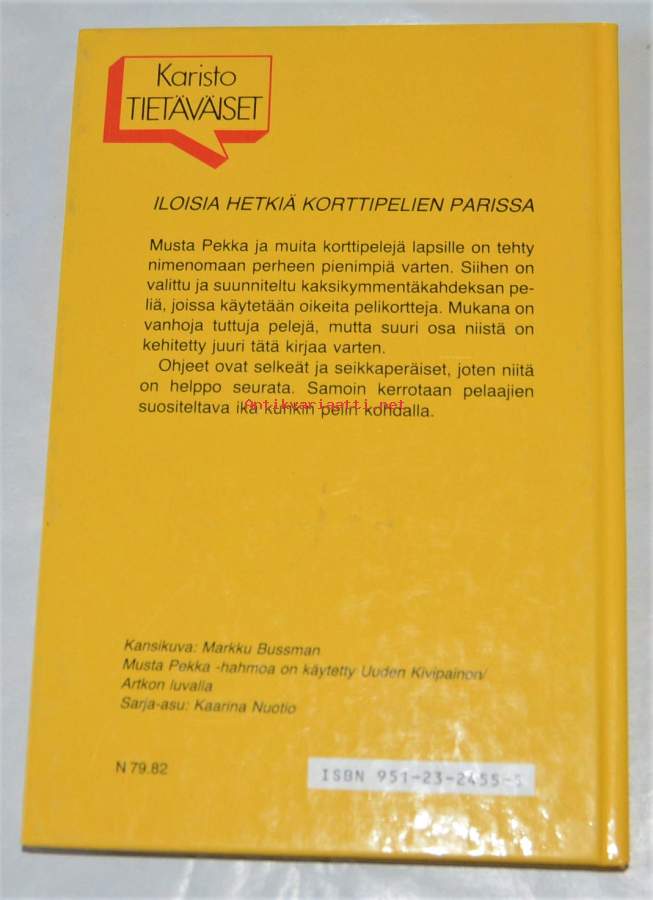 Karisto
TIETÄVÄISET
ILOISIA HETKIÄ KORTTIPELIEN PARISSA
Musta Pekka ja muita korttipelejä lapsille on tehty
nimenomaan perheen pienimpiä varten. Siihen on
valittu ja suunniteltu kaksikymmentäkahdeksan pe-
liä, joissa käytetään oikeita pelikortteja. Mukana on
vanhoja tuttuja pelejä, mutta suuri osa niistä on
kehitetty juuri tätä kirjaa varten.
Ohjeet ovat selkeät ja seikkaperäiset, joten niitä
on helppo seurata. Samoin kerrotaan pelaajien
suositeltava ikä kunkin pelin kohdalla.
Antikvariaatti.net
Kansikuva: Markku Bussman
Musta Pekka -hahmoa on käytetty Uuden Kivipainon/
Artkon luvalla
Sarja-asu: Kaarina Nuotio
N 79.82
ISBN 951-23-2455-